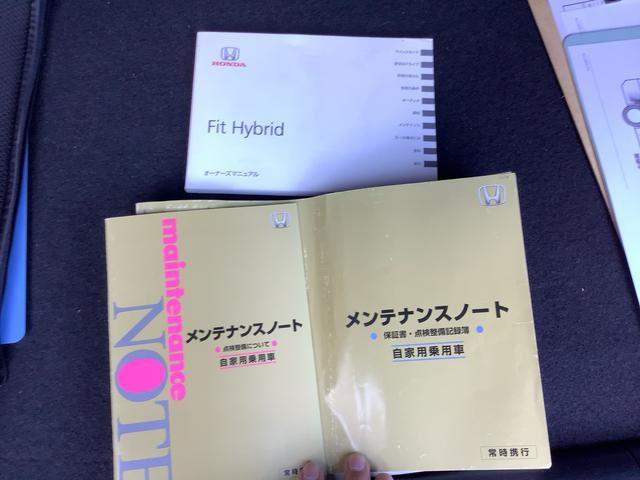 HONDA
Fit Hybrid
オーナーズマニュアル
maintenance
NOTE
メンテナンスノート
点検整備について
自家用乗用車
常時携
メンテナンスノート
保証書・点検整備記録簿
自家用乗用車
常時携行